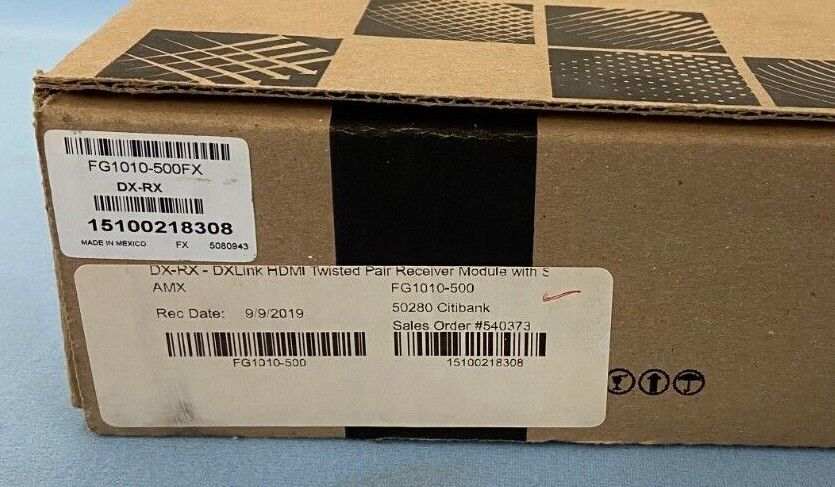 FG1010-500FX
DX-RX
15100218308
MADE IN MEXICO FX 5080943
DX-RX - DXLink HDMI Twisted Pair Receiver Module with S
AMX FG1010-500
50280 Citibank
Rec Date: 9/9/2019
Sales Order #540373
FG1010-500 15100218308